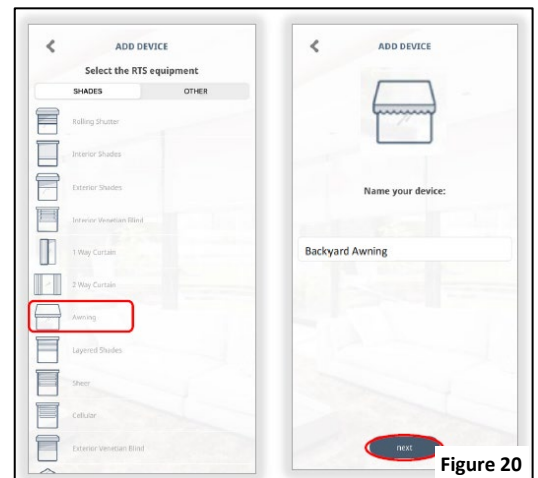 ADD DEVICE
Select the RTS equipment
SHADES OTHER
Rolling Shutter
Interior Shades
Exterior Shades
Interior Venetian Blind
1 Way Curtain
2 Way Curtain
Awning
Layered Shades
Sheer
Cellular
Exterior Venetian Blind
ADD DEVICE
Name your device:
Backyard Awning
next
Figure 20